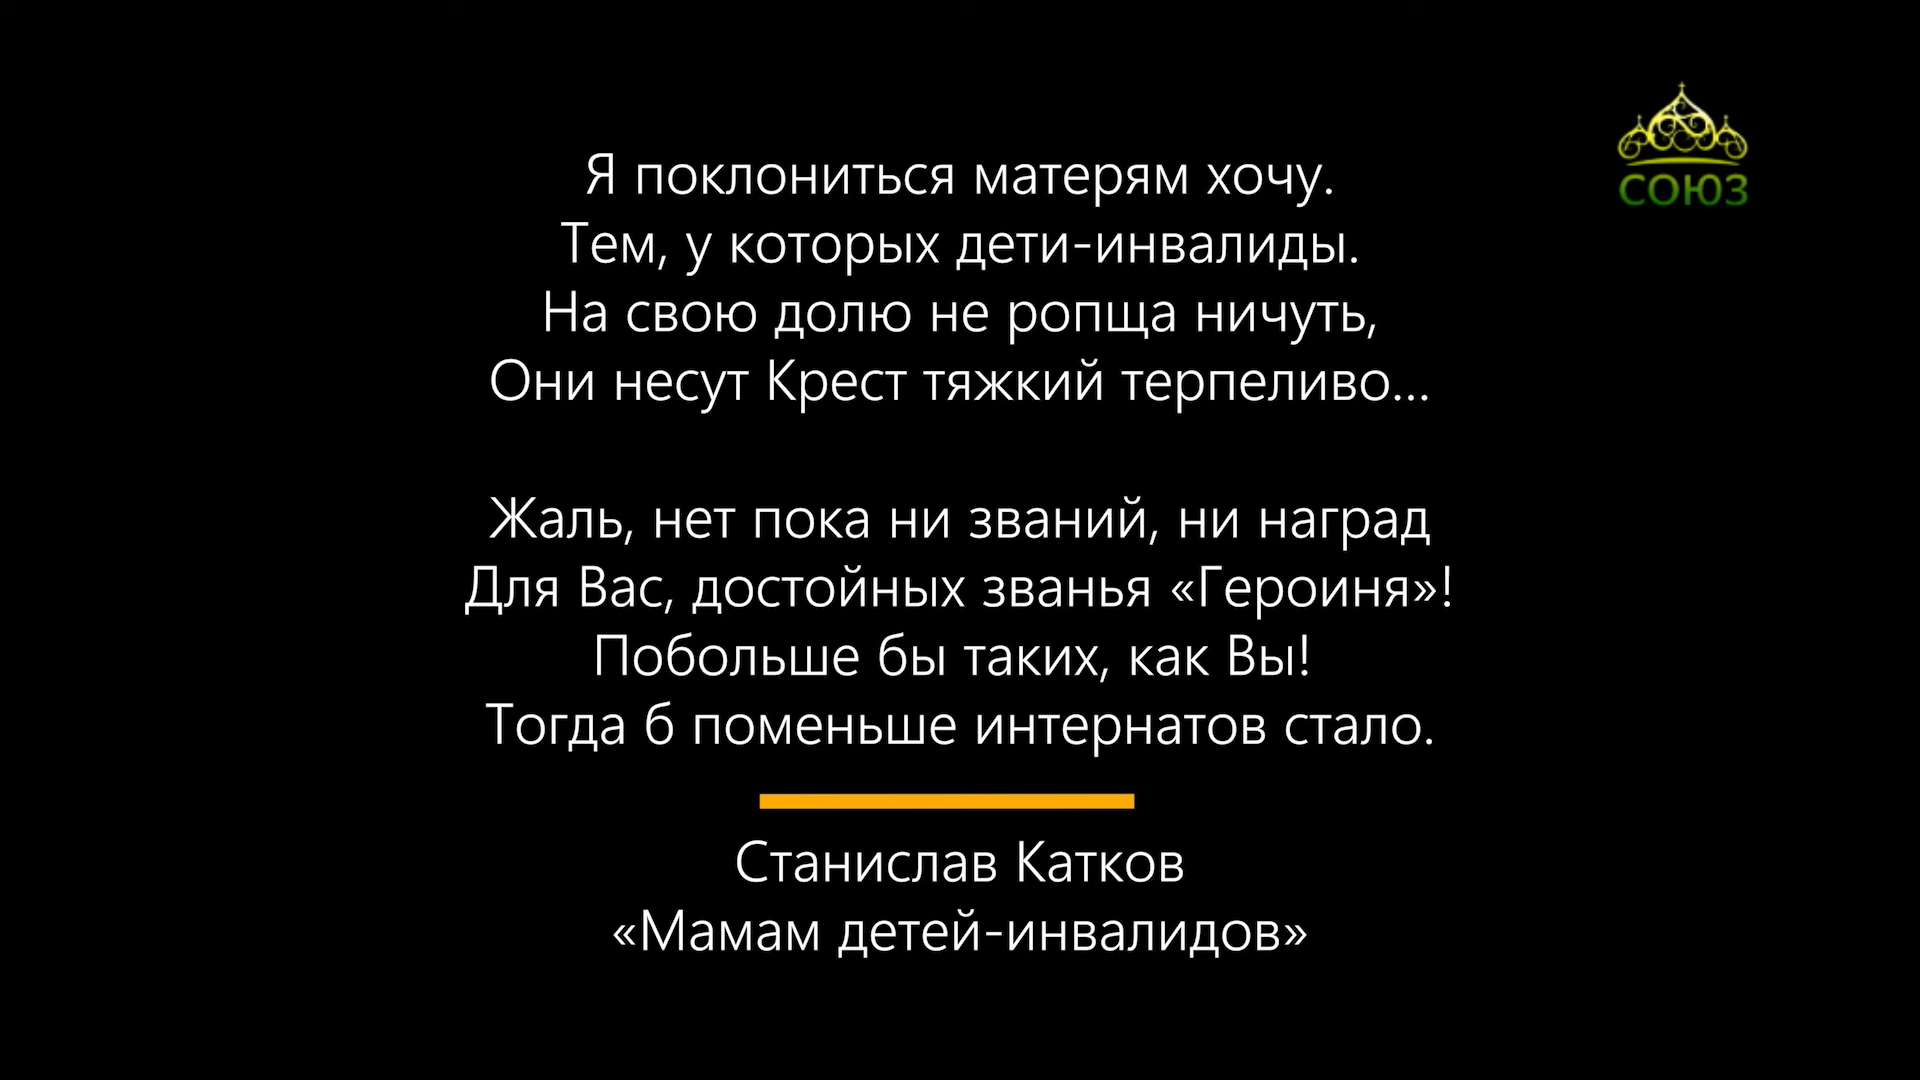 СОЮЗ
Я поклониться матерям хочу.
Тем, у которых дети-инвалиды.
На свою долю не ропща ничуть,
Они несут Крест тяжкий терпеливо...
Жаль, нет пока ни званий, ни наград
Для Вас, достойных званья «Героиня»!
Побольше бы таких, как Вы!
Тогда б поменьше интернатов стало.
Станислав Катков
«Мамам детей-инвалидов»